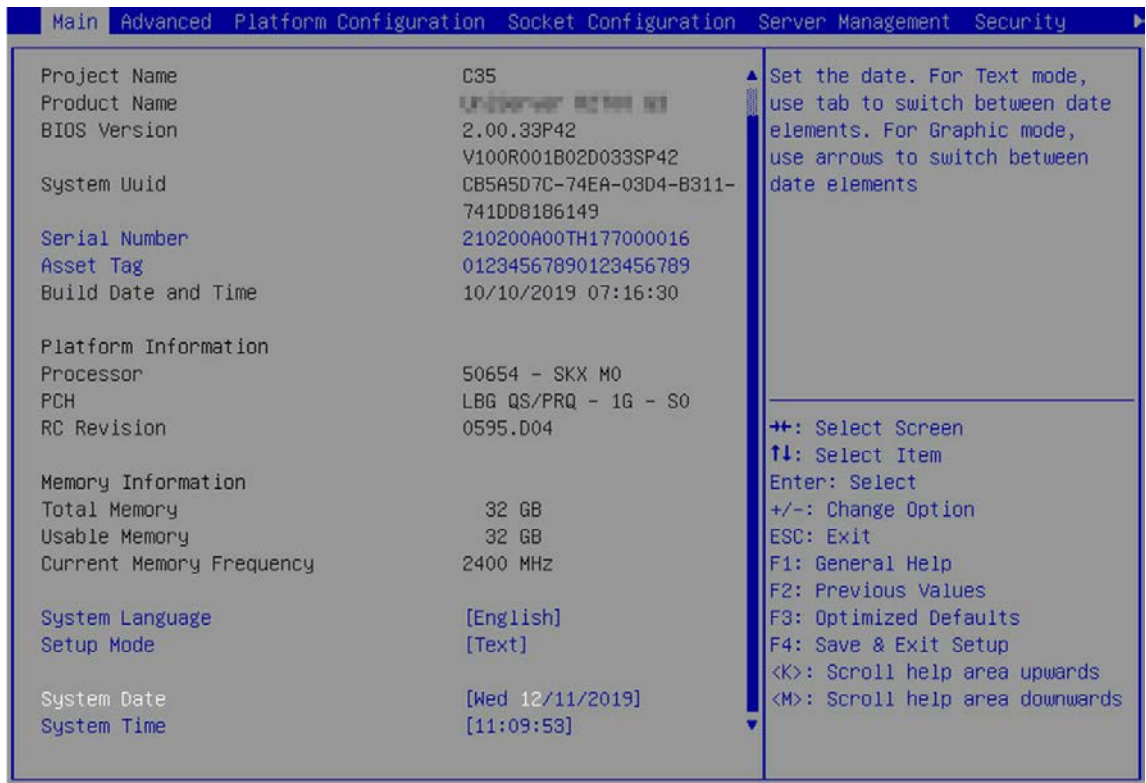 Main Advanced Platform Configuration Socket Configuration Server Management Security
Project Name C35
Product Name
BIOS Version 2.00.33P42
V100R001B02D033SP42
System Uuid CB5A5D7C-74EA-03D4-B311-
741DD8186149
Serial Number 210200A00TH177000016
Asset Tag 01234567890123456789
Build Date and Time 10/10/2019 07:16:30
Platform Information
Processor 50654 - SKX M0
PCH LBG QS/PRQ - 1G - S0
RC Revision 0595.D04
Memory Information
Total Memory 32 GB
Usable Memory 32 GB
Current Memory Frequency 2400 MHz
System Language [English]
Setup Mode [Text]
System Date [Wed 12/11/2019]
System Time [11:09:53]
Set the date. For Text mode,
use tab to switch between date
elements. For Graphic mode,
use arrows to switch between
date elements
→←: Select Screen
↑↓: Select Item
Enter: Select
+/-: Change Option
ESC: Exit
F1: General Help
F2: Previous Values
F3: Optimized Defaults
F4: Save & Exit Setup
<K>: Scroll help area upwards
<M>: Scroll help area downwards